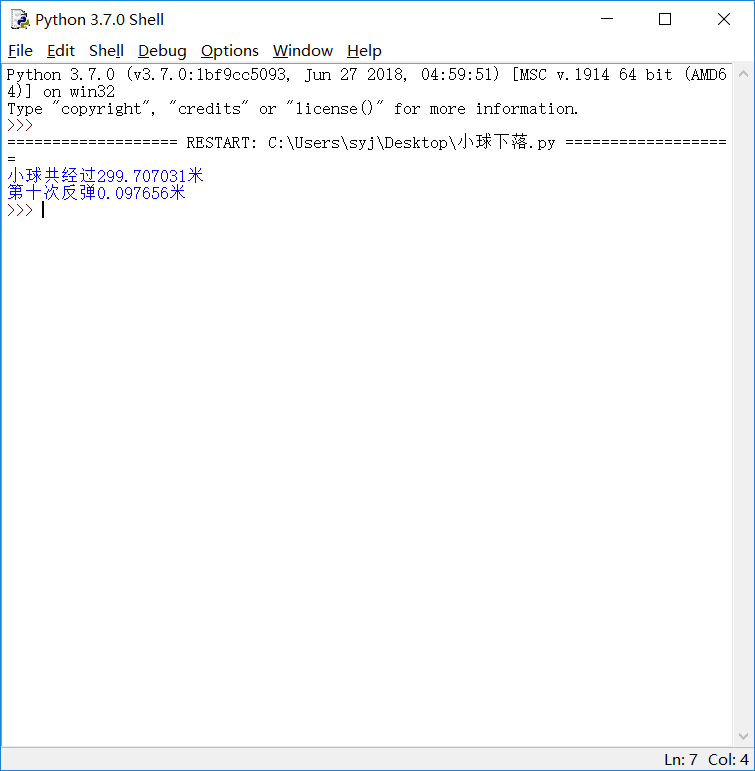 Python 3.7.0 Shell
File Edit Shell Debug Options Window Help
Python 3.7.0 (v3.7.0:1bf9cc5093, Jun 27 2018, 04:59:51) [MSC v.1914 64 bit (AMD6
4)] on win32
Type "copyright", "credits" or "license()" for more information.
>>>
=================== RESTART: C:\Users\syj\Desktop\小球下落.py ==================
=
小球共经过299.707031米
第十次反弹0.097656米
>>>
Ln: 7 Col: 4